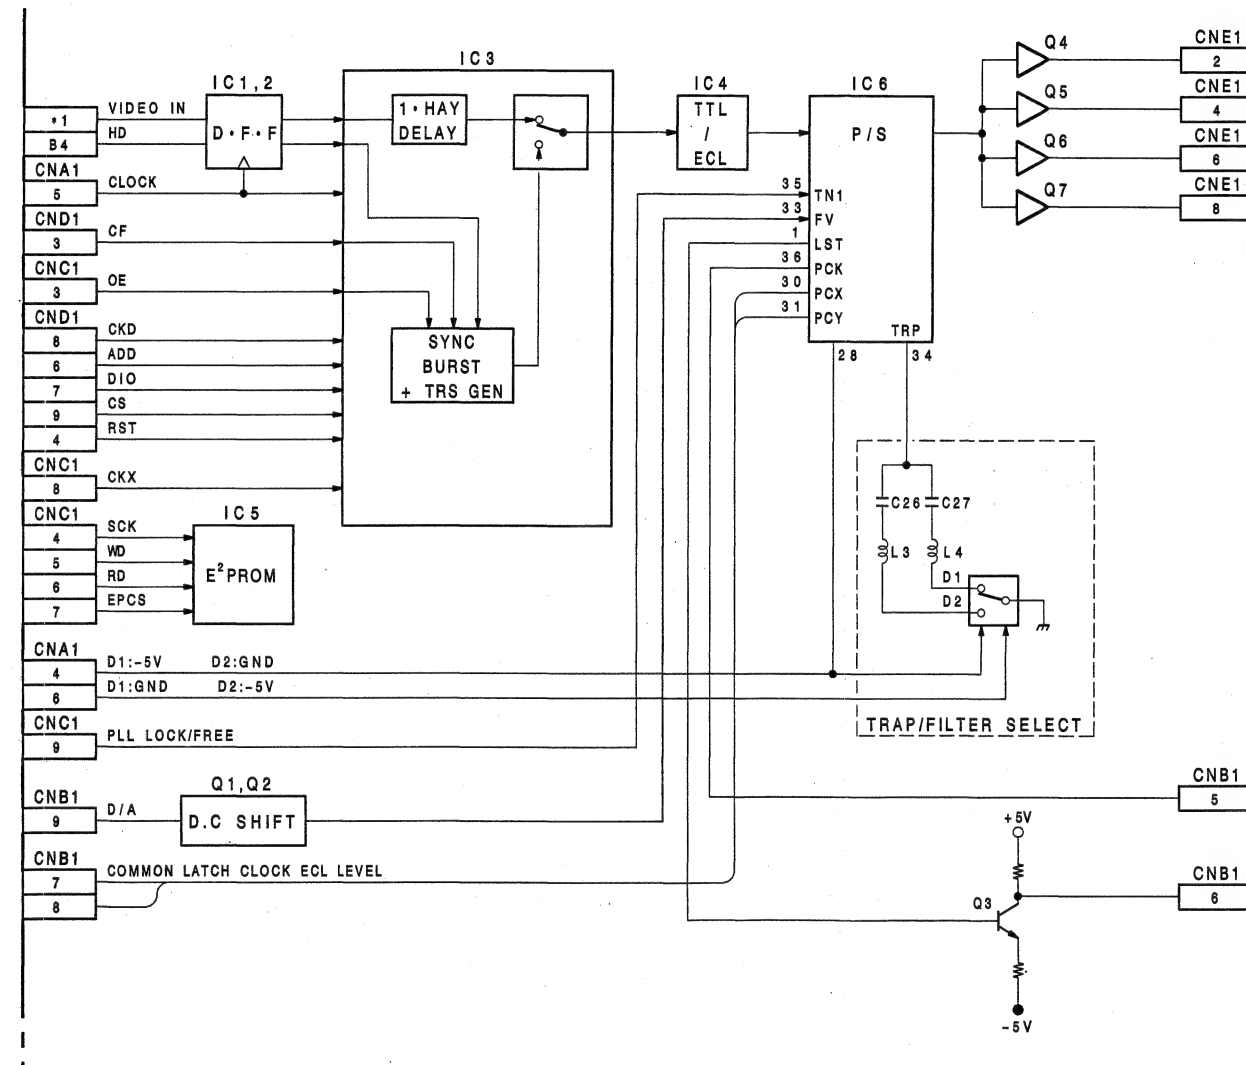 IC3
Q4
CNE1
2
IC1,2
IC4
IC6
Q5
CNE1
4
*1
VIDEO IN
B4
HD
D・F・F
1・HAY
DELAY
TTL
/
ECL
P/S
Q6
CNE1
6
CNA1
5
CLOCK
35
TN1
Q7
CNE1
8
CND1
3
CF
33
FV
1
LST
36
PCK
CNC1
3
OE
30
PCX
31
PCY
CND1
8
CKD
6
ADD
7
DIO
9
CS
4
RST
SYNC
BURST
+ TRS GEN
TRP
28
34
CNC1
8
CKX
C26
C27
CNC1
4
SCK
5
WD
6
RD
7
EPCS
IC5
E2PROM
L3
L4
D1
D2
CNA1
4
D1:-5V D2:GND
6
D1:GND D2:-5V
TRAP/FILTER SELECT
CNC1
9
PLL LOCK/FREE
CNB1
5
CNB1
9
D/A
Q1,Q2
D.C SHIFT
+5V
CNB1
7
8
COMMON LATCH CLOCK ECL LEVEL
Q3
CNB1
6
-5V